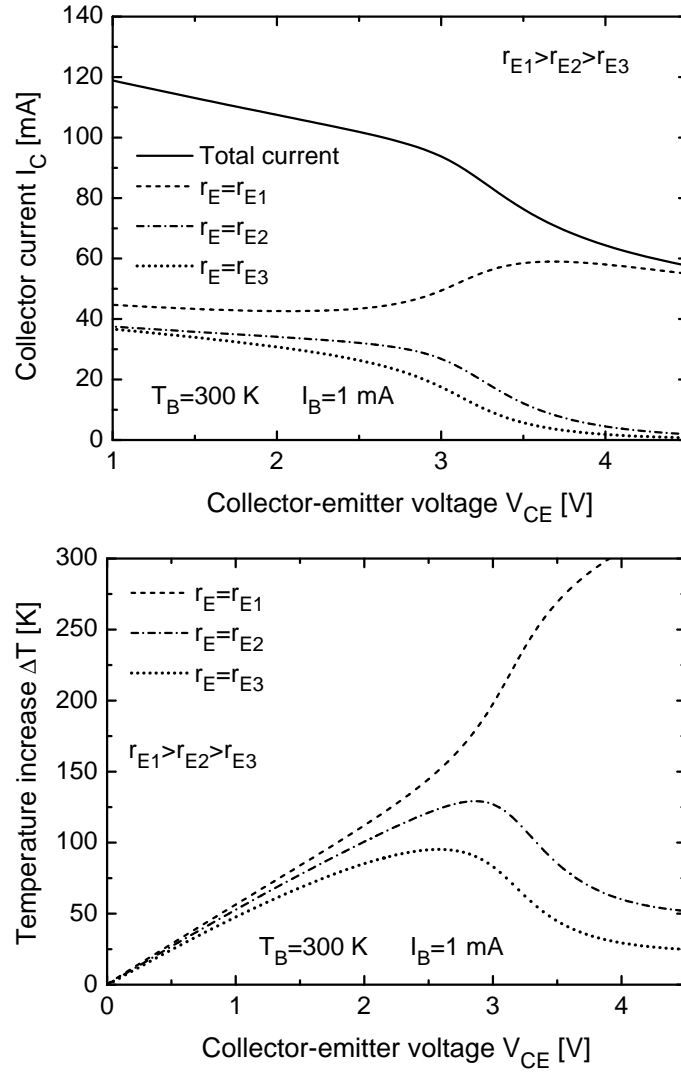 140
120
100
80
60
40
20
0
Collector current I_C [mA]
r_E1>r_E2>r_E3
Total current
r_E=r_E1
r_E=r_E2
r_E=r_E3
T_B=300 K I_B=1 mA
1 2 3 4
Collector-emitter voltage V_CE [V]
300
250
200
150
100
50
0
Temperature increase ΔT [K]
r_E=r_E1
r_E=r_E2
r_E=r_E3
r_E1>r_E2>r_E3
T_B=300 K I_B=1 mA
0 1 2 3 4
Collector-emitter voltage V_CE [V]